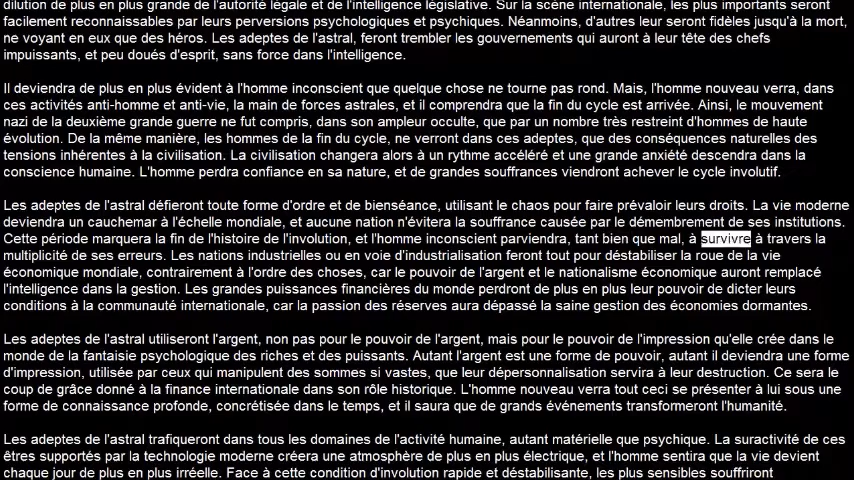 dilution de plus en plus grande de l'autorité légale et de l'intelligence législative. Sur la scène internationale, les plus importants seront
facilement reconnaissables par leurs perversions psychologiques et psychiques. Néanmoins, d'autres leur seront fidèles jusqu'à la mort,
ne voyant en eux que des héros. Les adeptes de l'astral, feront trembler les gouvernements qui auront à leur tête des chefs
impuissants, et peu doués d'esprit, sans force dans l'intelligence.
Il deviendra de plus en plus évident à l'homme inconscient que quelque chose ne tourne pas rond. Mais, l'homme nouveau verra, dans
ces activités anti-homme et anti-vie, la main de forces astrales, et il comprendra que la fin du cycle est arrivée. Ainsi, le mouvement
nazi de la deuxième grande guerre ne fut compris, dans son ampleur occulte, que par un nombre très restreint d'hommes de haute
évolution. De la même manière, les hommes de la fin du cycle, ne verront dans ces adeptes, que des conséquences naturelles des
tensions inhérentes à la civilisation. La civilisation changera alors à un rythme accéléré et une grande anxiété descendra dans la
conscience humaine. L'homme perdra confiance en sa nature, et de grandes souffrances viendront achever le cycle involutif.
Les adeptes de l'astral défieront toute forme d'ordre et de bienséance, utilisant le chaos pour faire prévaloir leurs droits. La vie moderne
deviendra un cauchemar à l'échelle mondiale, et aucune nation n'évitera la souffrance causée par le démembrement de ses institutions.
Cette période marquera la fin de l'histoire de l'involution, et l'homme inconscient parviendra, tant bien que mal, à survivre à travers la
multiplicité de ses erreurs. Les nations industrielles ou en voie d'industrialisation feront tout pour déstabiliser la roue de la vie
économique mondiale, contrairement à l'ordre des choses, car le pouvoir de l'argent et le nationalisme économique auront remplacé
l'intelligence dans la gestion. Les grandes puissances financières du monde perdront de plus en plus leur pouvoir de dicter leurs
conditions à la communauté internationale, car la passion des réserves aura dépassé la saine gestion des économies dormantes.
Les adeptes de l'astral utiliseront l'argent, non pas pour le pouvoir de l'argent, mais pour le pouvoir de l'impression qu'elle crée dans le
monde de la fantaisie psychologique des riches et des puissants. Autant l'argent est une forme de pouvoir, autant il deviendra une forme
d'impression, utilisée par ceux qui manipulent des sommes si vastes, que leur dépersonnalisation servira à leur destruction. Ce sera le
coup de grâce donné à la finance internationale dans son rôle historique. L'homme nouveau verra tout ceci se présenter à lui sous une
forme de connaissance profonde, concrétisée dans le temps, et il saura que de grands événements transformeront l'humanité.
Les adeptes de l'astral trafiqueront dans tous les domaines de l'activité humaine, autant matérielle que psychique. La suractivité de ces
êtres supportés par la technologie moderne créera une atmosphère de plus en plus électrique, et l'homme sentira que la vie devient
chaque jour de plus en plus irréelle. Face à cette condition d'involution rapide et déstabilisante, les plus sensibles souffriront